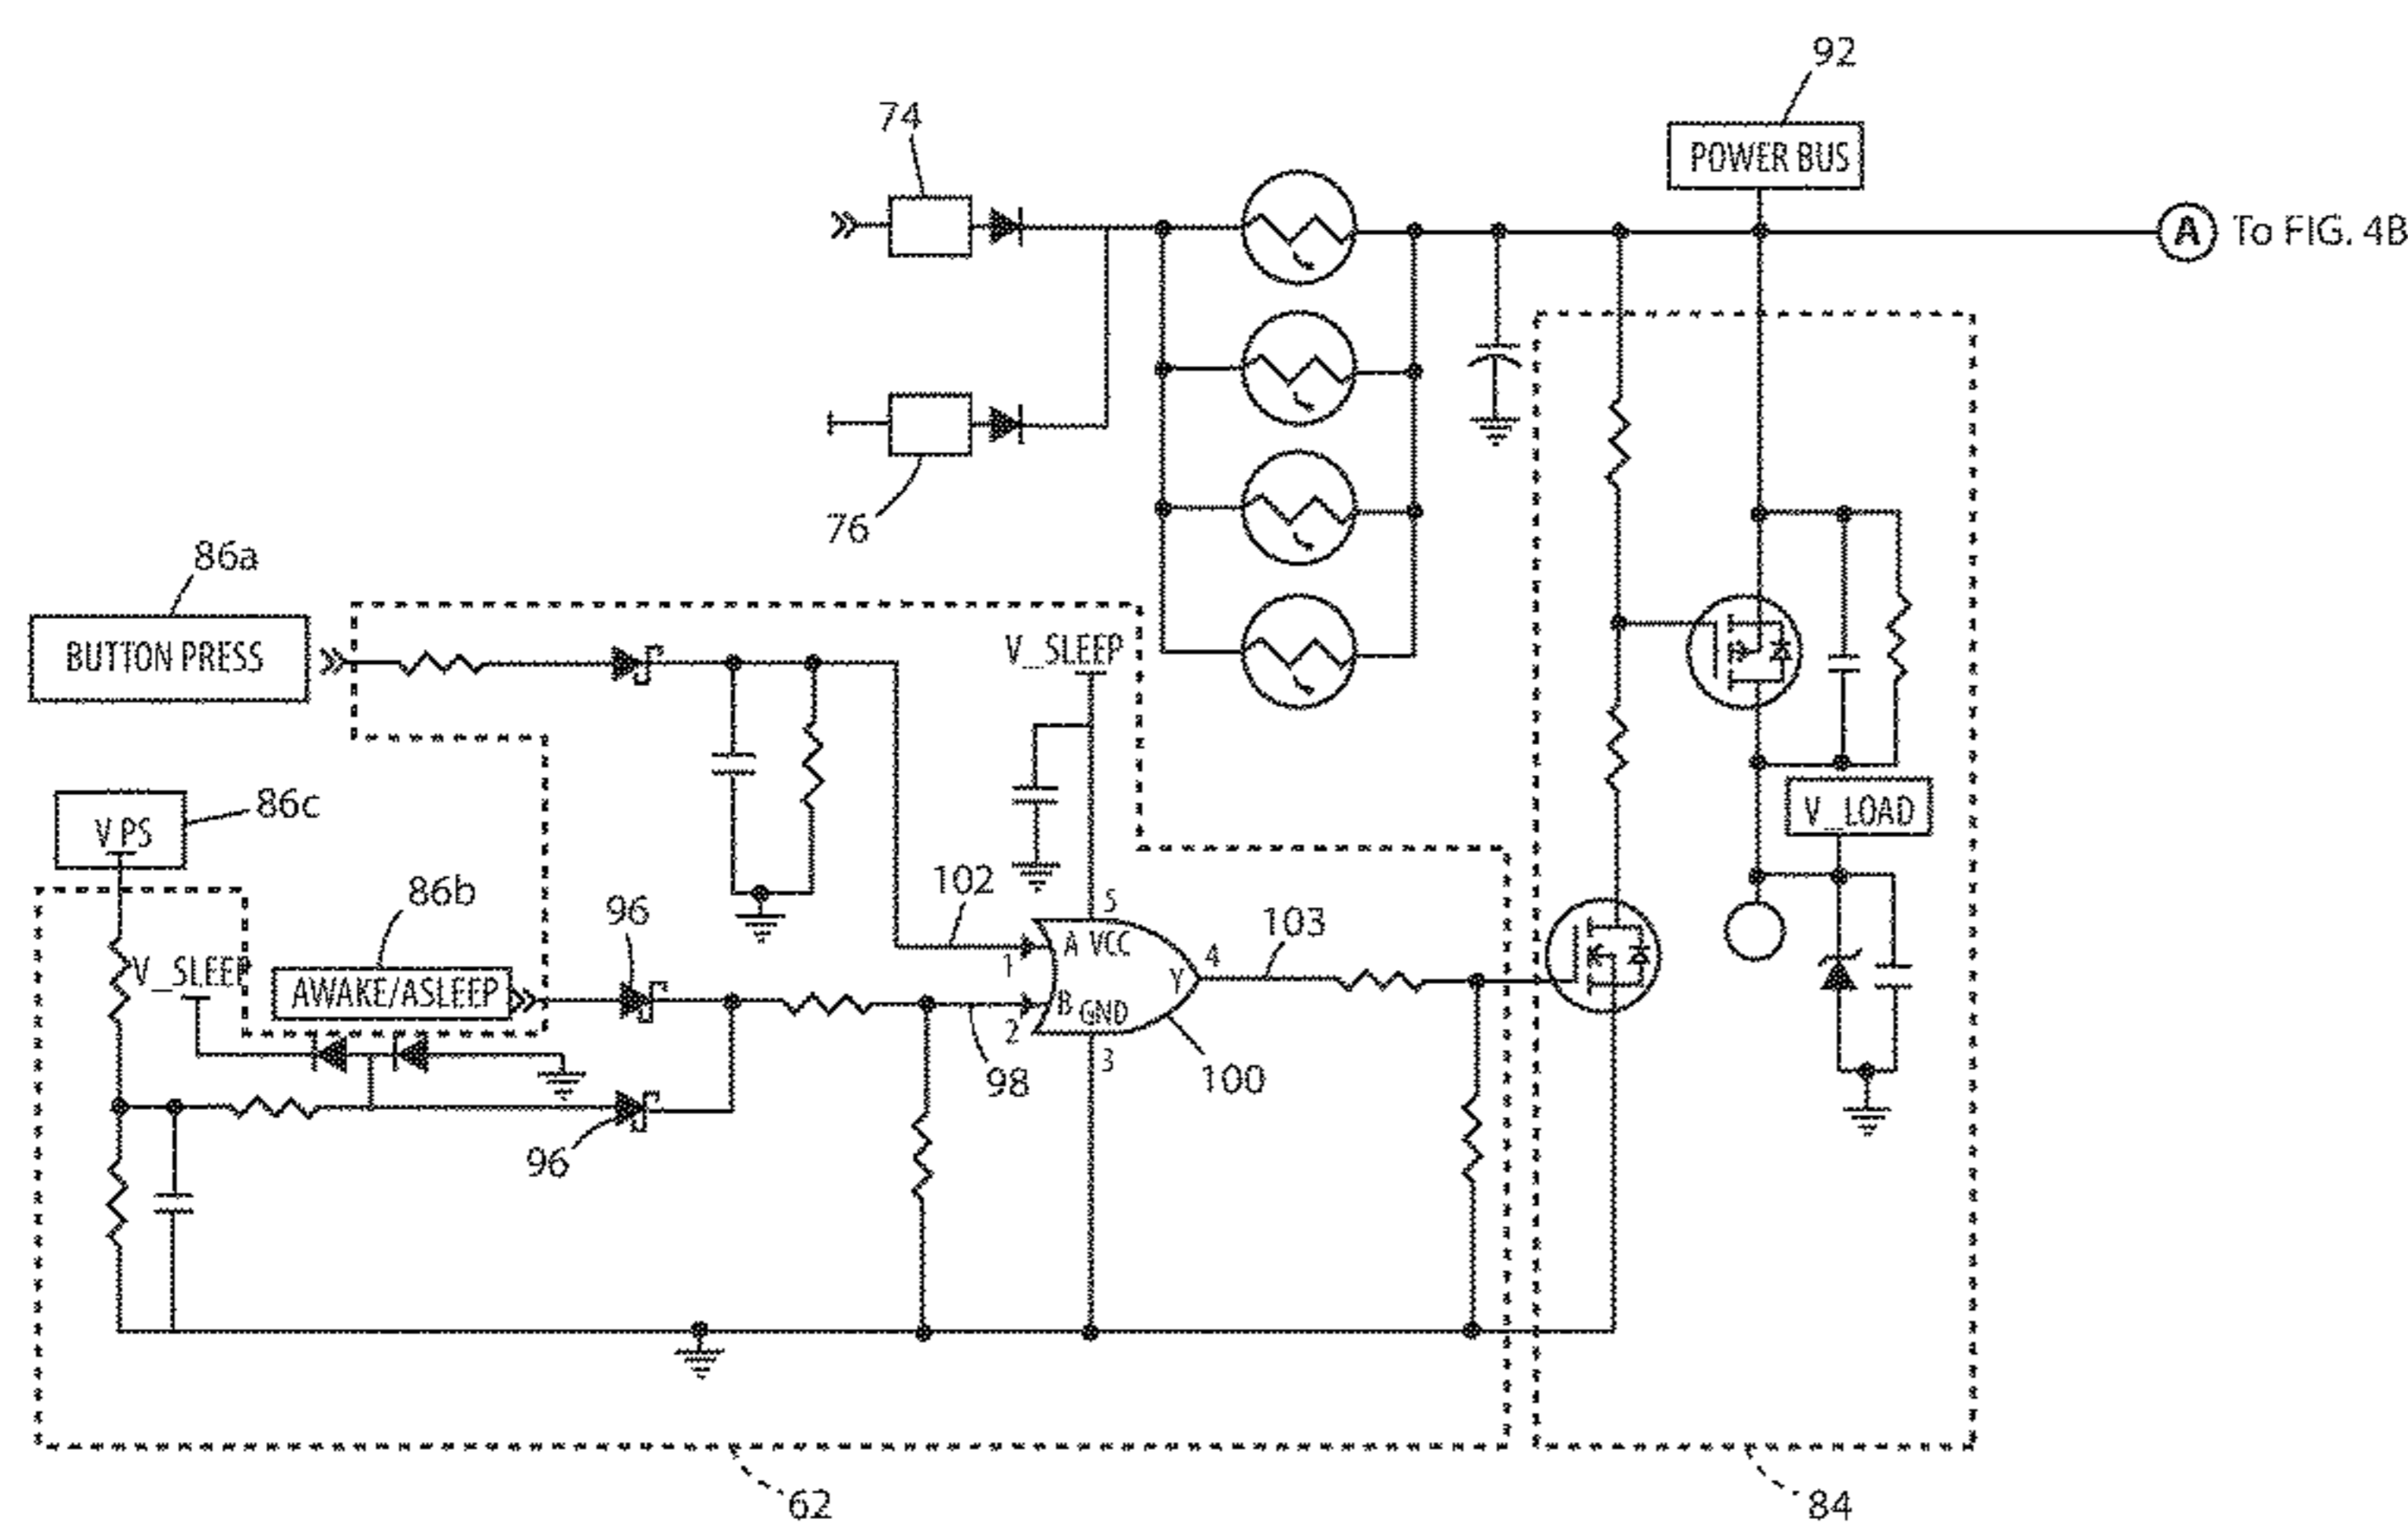 92
74
POWER BUS
A To FIG. 4B
76
86a
BUTTON PRESS
V_SLEEP
86c
V PS
V_LOAD
86b
96
102
5
103
V_SLEEP
AWAKE/ASLEEP
1
A VCC
4
Y
B GND
2
98
3
100
96
62
84